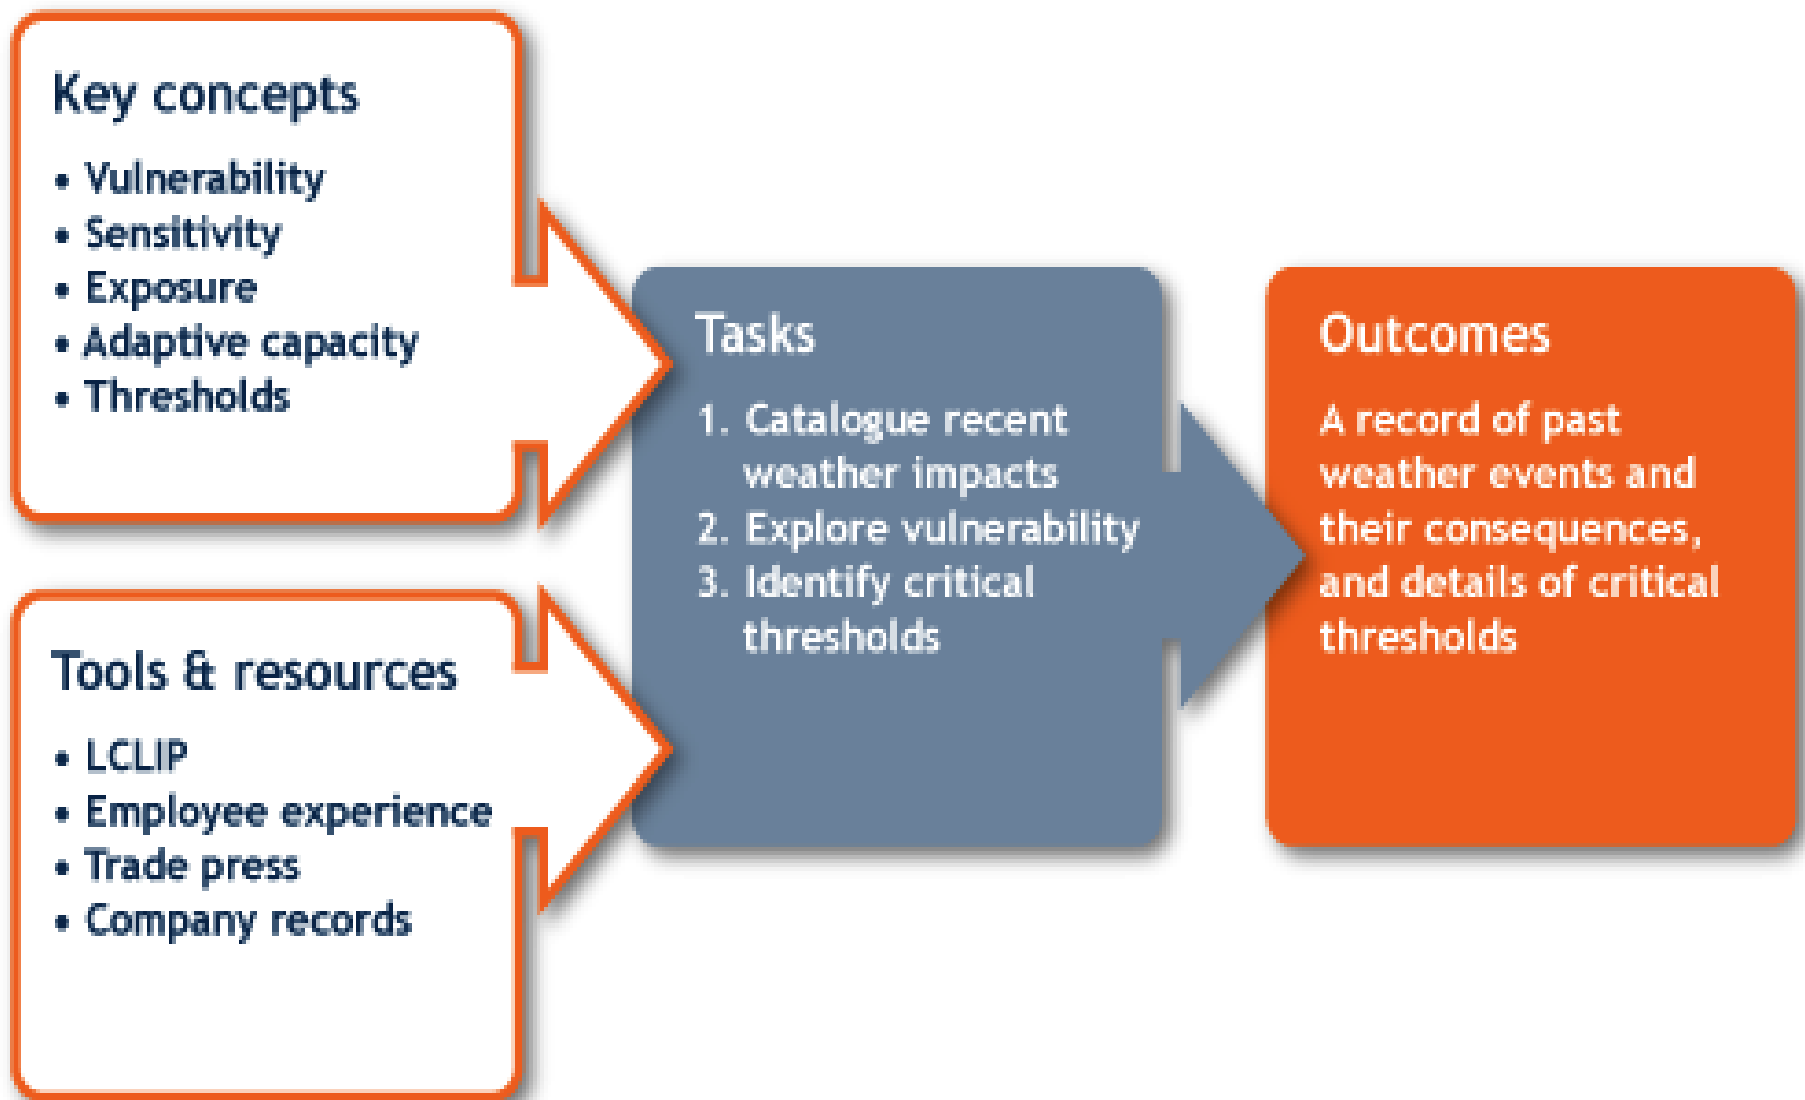 Key concepts
• Vulnerability
• Sensitivity
• Exposure
• Adaptive capacity
• Thresholds
Tools & resources
• LCLIP
• Employee experience
• Trade press
• Company records
Tasks
1. Catalogue recent
weather impacts
2. Explore vulnerability
3. Identify critical
thresholds
Outcomes
A record of past
weather events and
their consequences,
and details of critical
thresholds